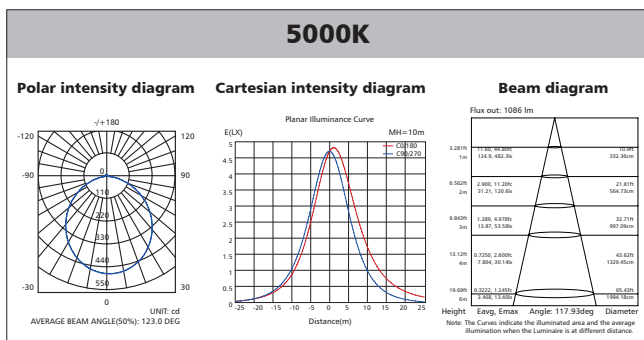 5000K
Polar intensity diagram
-/+180
-120
120
-90
90
0
110
220
330
440
550
-30
30
0
UNIT: cd
AVERAGE BEAM ANGLE(50%): 123.0 DEG
Cartesian intensity diagram
Planar Illuminance Curve
E(LX)
MH=10m
C0/180
C90/270
5
4.5
4
3.5
3
2.5
2
1.5
1
0.5
0
-25 -20 -15 -10 -5 0 5 10 15 20 25
Distance(m)
Beam diagram
Flux out: 1086 lm
3.281ft 11.60, 44.80fc 10.9ft
1m 124.9, 482.3lx 332.36cm
6.562ft 2.900, 11.20fc 21.81ft
2m 31.21, 120.6lx 564.73cm
9.843ft 1.289, 4.978fc 32.71ft
3m 13.87, 53.58lx 997.09cm
13.12ft 0.7250, 2.800fc 43.62ft
4m 7.804, 30.14lx 1329.45cm
19.69ft 0.3222, 1.245fc 65.43ft
6m 3.468, 13.40lx 1994.18cm
Height Eavg, Emax Angle: 117.93deg Diameter
Note: The Curves indicate the illuminated area and the average
illumination when the Luminaire is at different distance.